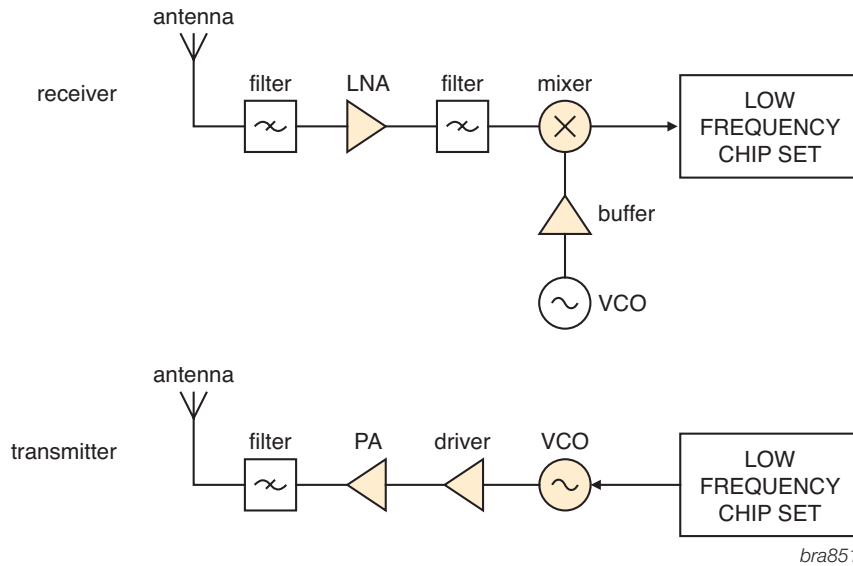 antenna
receiver
filter
LNA
filter
mixer
LOW
FREQUENCY
CHIP SET
buffer
VCO
antenna
transmitter
filter
PA
driver
VCO
LOW
FREQUENCY
CHIP SET
bra851